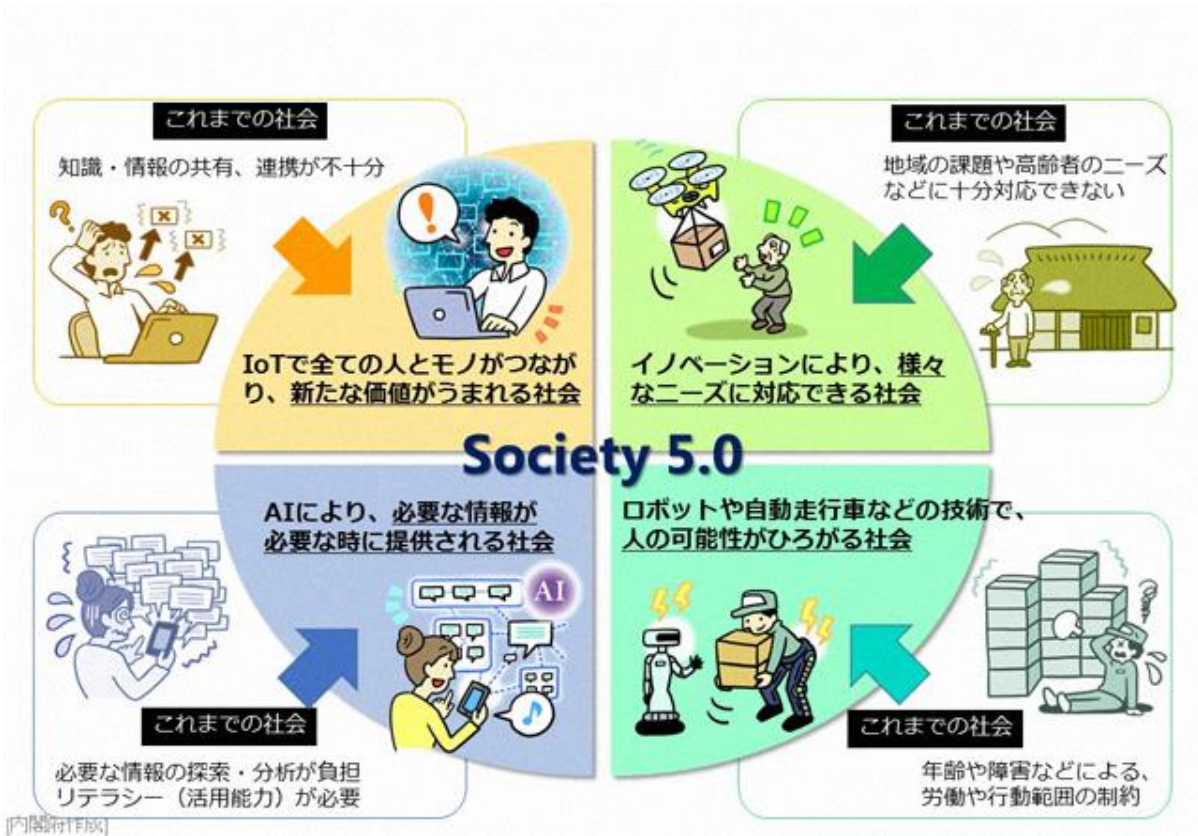 これまでの社会
知識・情報の共有、連携が不十分
IoTで全ての人とモノがつなが
り、新たな価値がうまれる社会
これまでの社会
地域の課題や高齢者のニーズ
などに十分対応できない
イノベーションにより、様々
なニーズに対応できる社会
Society 5.0
AIにより、必要な情報が
必要な時に提供される社会
AI
これまでの社会
必要な情報の探索・分析が負担
リテラシー（活用能力）が必要
ロボットや自動走行車などの技術で、
人の可能性がひろがる社会
これまでの社会
年齢や障害などによる、
労働や行動範囲の制約
[内閣府作成]